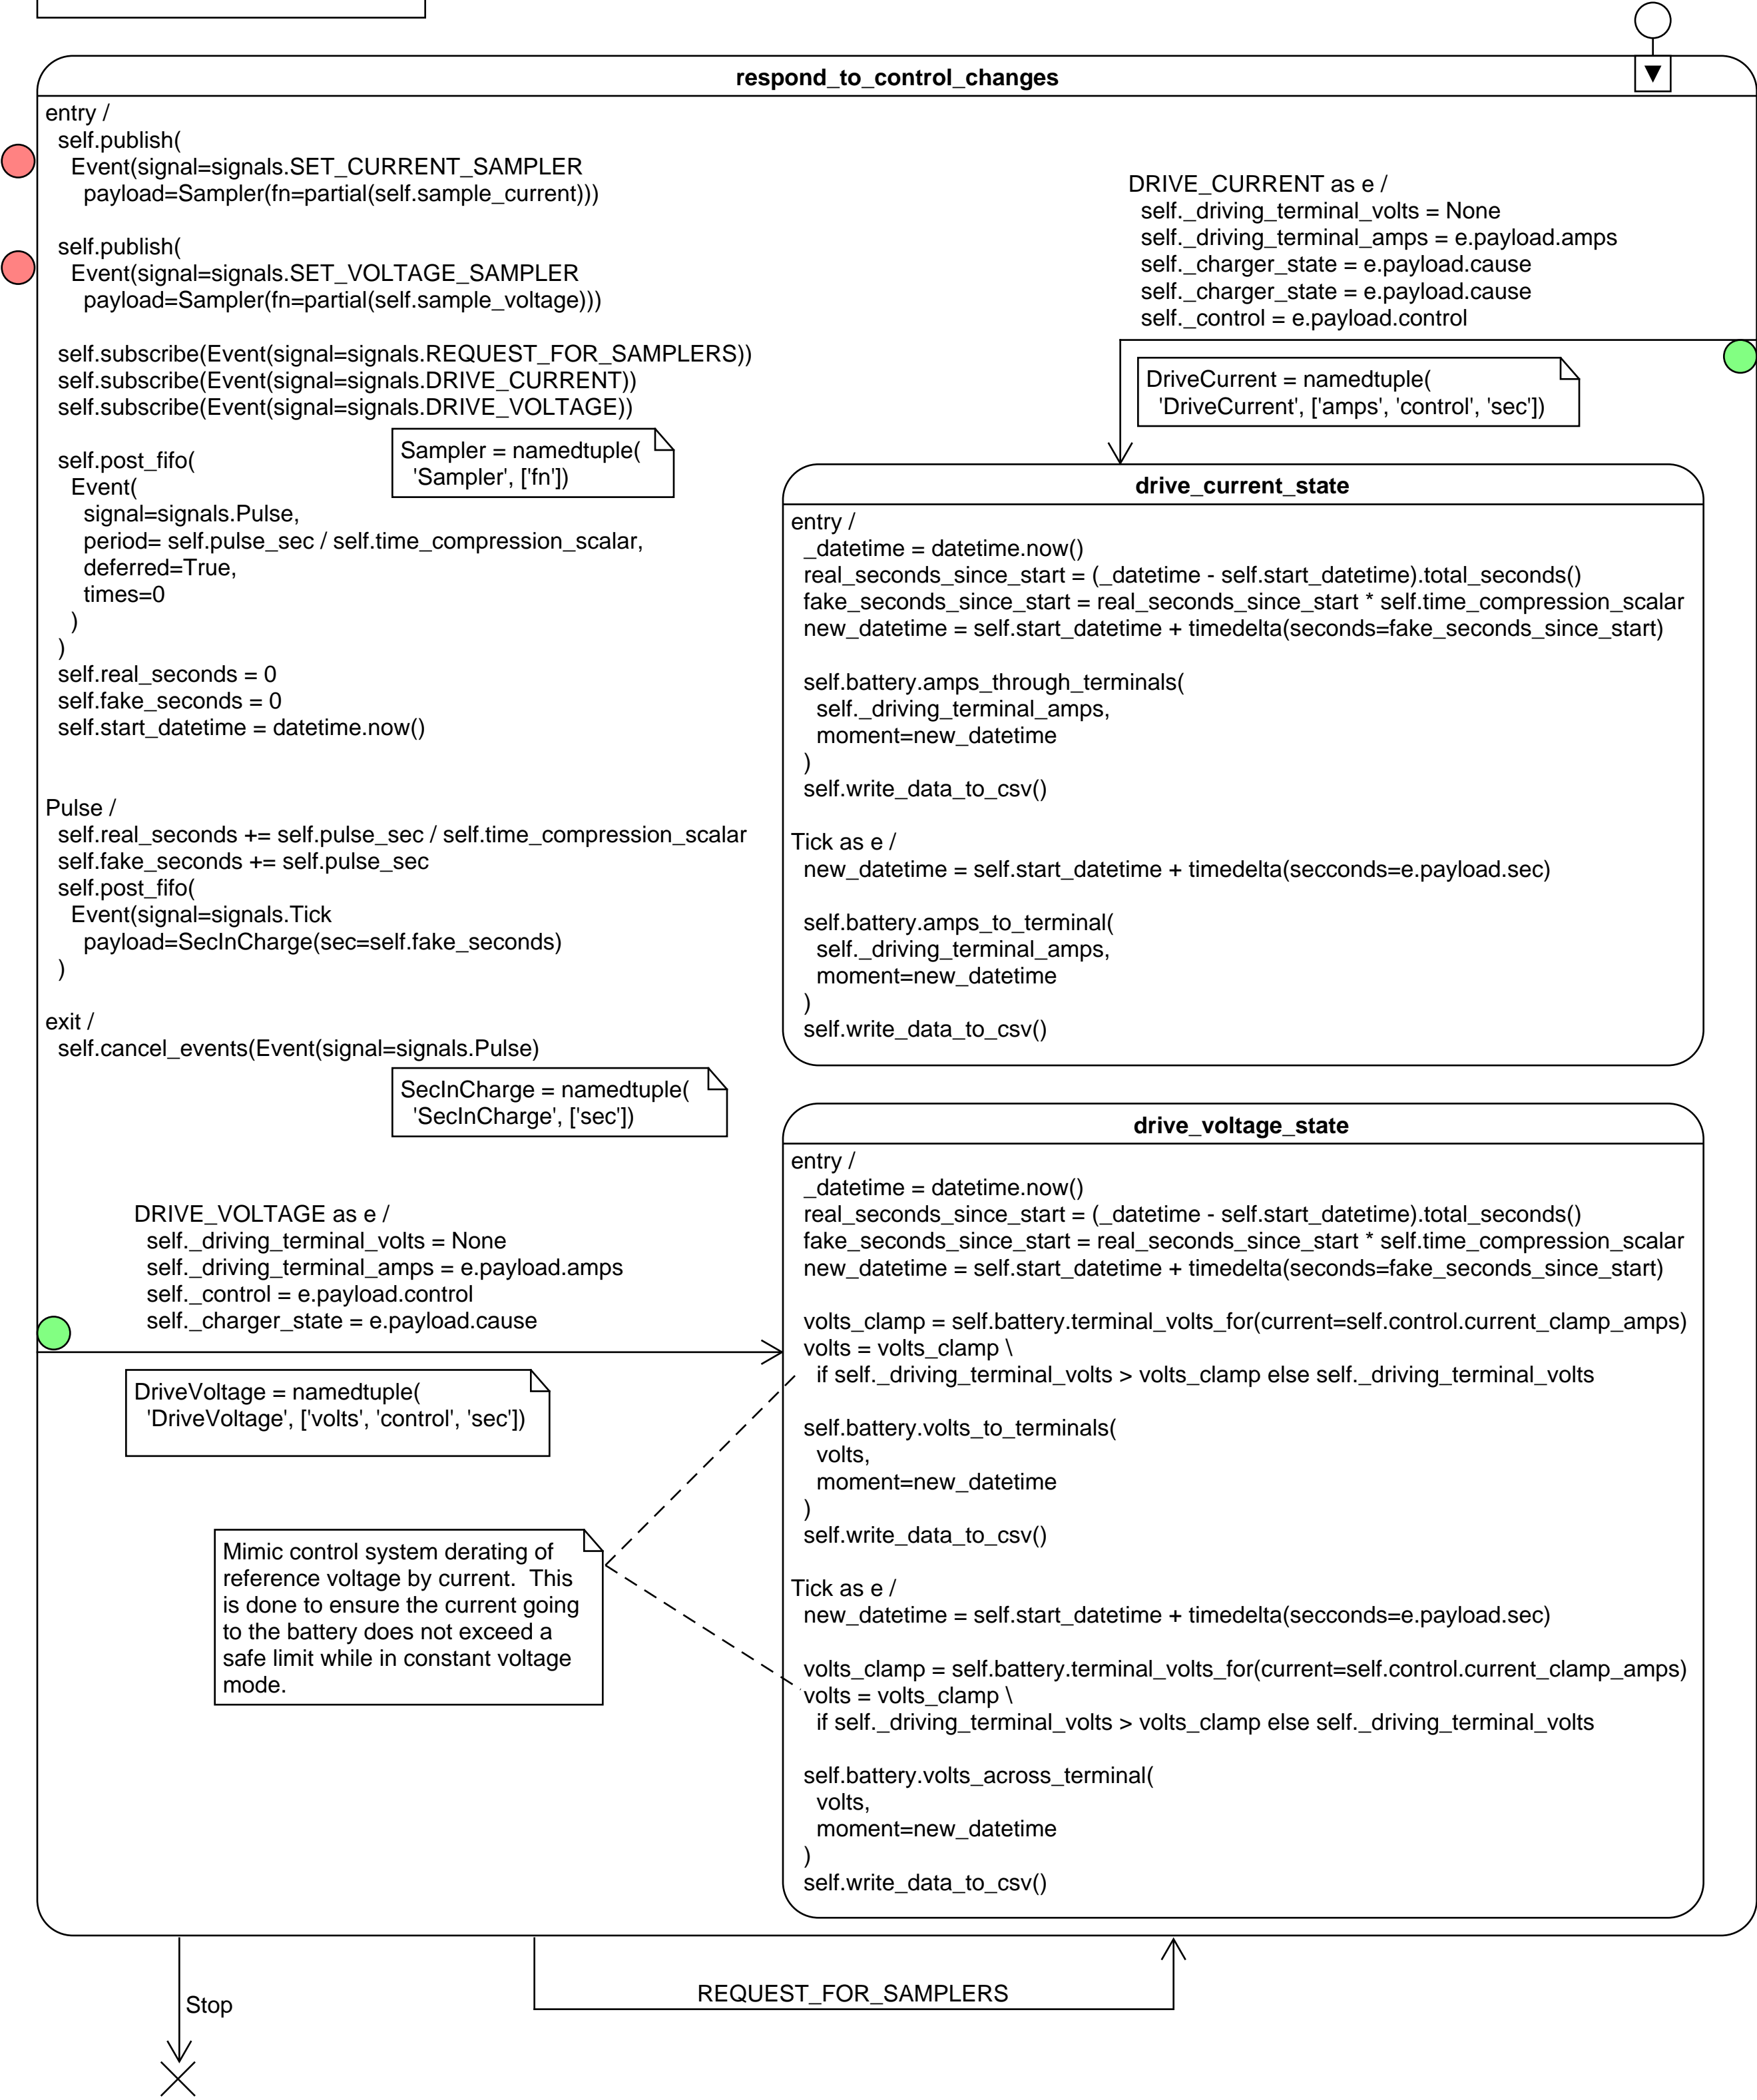 respond_to_control_changes
entry /
self.publish(
Event(signal=signals.SET_CURRENT_SAMPLER
payload=Sampler(fn=partial(self.sample_current)))
self.publish(
Event(signal=signals.SET_VOLTAGE_SAMPLER
payload=Sampler(fn=partial(self.sample_voltage)))
self.subscribe(Event(signal=signals.REQUEST_FOR_SAMPLERS))
self.subscribe(Event(signal=signals.DRIVE_CURRENT))
self.subscribe(Event(signal=signals.DRIVE_VOLTAGE))
self.post_fifo(
Event(
signal=signals.Pulse,
period= self.pulse_sec / self.time_compression_scalar,
deferred=True,
times=0
)
)
self.real_seconds = 0
self.fake_seconds = 0
self.start_datetime = datetime.now()
Sampler = namedtuple(
'Sampler', ['fn'])
Pulse /
self.real_seconds += self.pulse_sec / self.time_compression_scalar
self.fake_seconds += self.pulse_sec
self.post_fifo(
Event(signal=signals.Tick
payload=SecInCharge(sec=self.fake_seconds)
)
exit /
self.cancel_events(Event(signal=signals.Pulse)
SecInCharge = namedtuple(
'SecInCharge', ['sec'])
DRIVE_CURRENT as e /
self._driving_terminal_volts = None
self._driving_terminal_amps = e.payload.amps
self._charger_state = e.payload.cause
self._charger_state = e.payload.cause
self._control = e.payload.control
DriveCurrent = namedtuple(
'DriveCurrent', ['amps', 'control', 'sec'])
drive_current_state
entry /
_datetime = datetime.now()
real_seconds_since_start = (_datetime - self.start_datetime).total_seconds()
fake_seconds_since_start = real_seconds_since_start * self.time_compression_scalar
new_datetime = self.start_datetime + timedelta(seconds=fake_seconds_since_start)
self.battery.amps_through_terminals(
self._driving_terminal_amps,
moment=new_datetime
)
self.write_data_to_csv()
Tick as e /
new_datetime = self.start_datetime + timedelta(secconds=e.payload.sec)
self.battery.amps_to_terminal(
self._driving_terminal_amps,
moment=new_datetime
)
self.write_data_to_csv()
DRIVE_VOLTAGE as e /
self._driving_terminal_volts = None
self._driving_terminal_amps = e.payload.amps
self._control = e.payload.control
self._charger_state = e.payload.cause
DriveVoltage = namedtuple(
'DriveVoltage', ['volts', 'control', 'sec'])
Mimic control system derating of
reference voltage by current.  This
is done to ensure the current going
to the battery does not exceed a
safe limit while in constant voltage
mode.
drive_voltage_state
entry /
_datetime = datetime.now()
real_seconds_since_start = (_datetime - self.start_datetime).total_seconds()
fake_seconds_since_start = real_seconds_since_start * self.time_compression_scalar
new_datetime = self.start_datetime + timedelta(seconds=fake_seconds_since_start)
volts_clamp = self.battery.terminal_volts_for(current=self.control.current_clamp_amps)
volts = volts_clamp \
if self._driving_terminal_volts > volts_clamp else self._driving_terminal_volts
self.battery.volts_to_terminals(
volts,
moment=new_datetime
)
self.write_data_to_csv()
Tick as e /
new_datetime = self.start_datetime + timedelta(secconds=e.payload.sec)
volts_clamp = self.battery.terminal_volts_for(current=self.control.current_clamp_amps)
volts = volts_clamp \
if self._driving_terminal_volts > volts_clamp else self._driving_terminal_volts
self.battery.volts_across_terminal(
volts,
moment=new_datetime
)
self.write_data_to_csv()
Stop
REQUEST_FOR_SAMPLERS